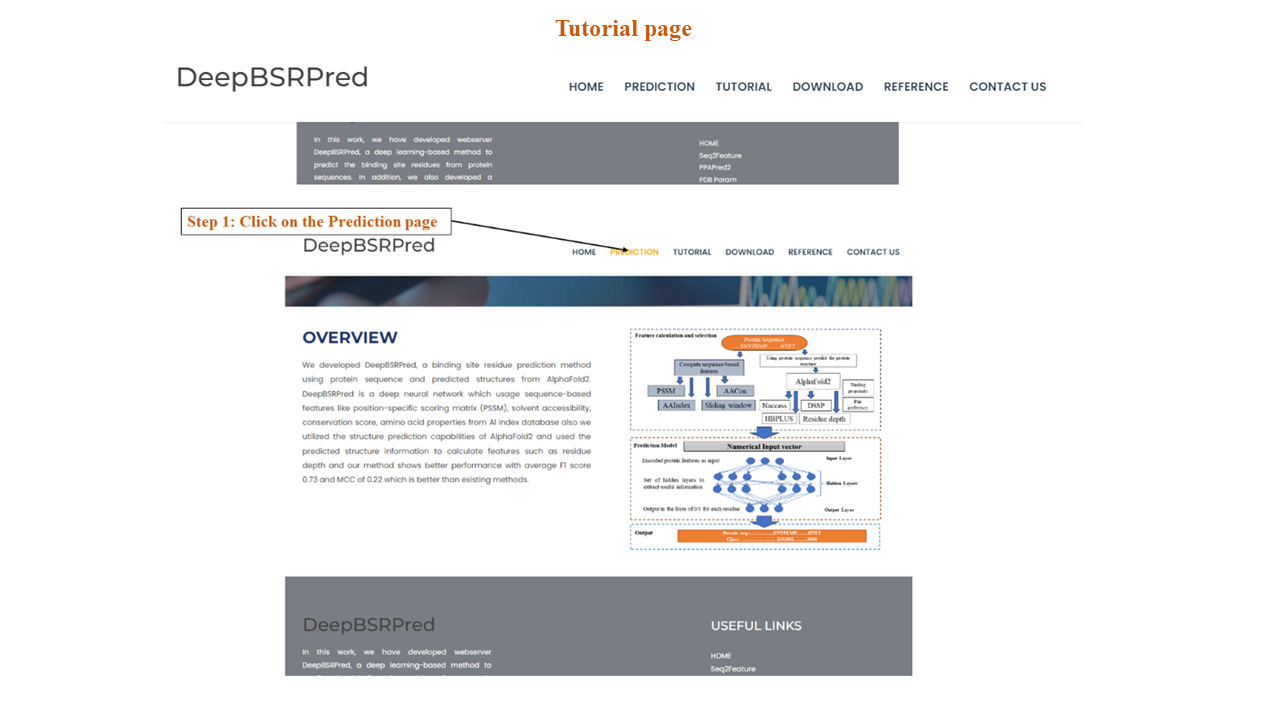 Tutorial page
DeepBSRPred
HOME PREDICTION TUTORIAL DOWNLOAD REFERENCE CONTACT US
In this work, we have developed webserver
DeepBSRPred, a deep learning-based method to
predict the binding site residues from protein
sequences. In addition, we also developed a
HOME
Seq2Feature
PPAPred2
PDB Param
Step 1: Click on the Prediction page
DeepBSRPred
HOME PREDICTION TUTORIAL DOWNLOAD REFERENCE CONTACT US
OVERVIEW
We developed DeepBSRPred, a binding site residue prediction method
using protein sequence and predicted structures from AlphaFold2.
DeepBSRPred is a deep neural network which usage sequence-based
features like position-specific scoring matrix (PSSM), solvent accessibility,
conservation score, amino acid properties from AI index database also we
utilized the structure prediction capabilities of AlphaFold2 and used the
predicted structure information to calculate features such as residue
depth and our method shows better performance with average F1 score
0.73 and MCC of 0.22 which is better than existing methods.
Feature calculation and selection
Protein Sequence
Compute sequence-based
features
Using protein sequence predict the protein
structure
PSSM
AACon
AAIndex
Sliding window
AlphaFold2
Binding
propensity
Naccess
DSSP
preference
HBPLUS
Residue depth
Prediction Model
Numerical Input vector
Encoded protein features as input
Input Layer
Set of hidden layers to
extract useful information
Hidden Layers
Output in the form of 0/1 for each residue
Output Layer
Output
DeepBSRPred
In this work, we have developed webserver
DeepBSRPred, a deep learning-based method to
USEFUL LINKS
HOME
Seq2Feature